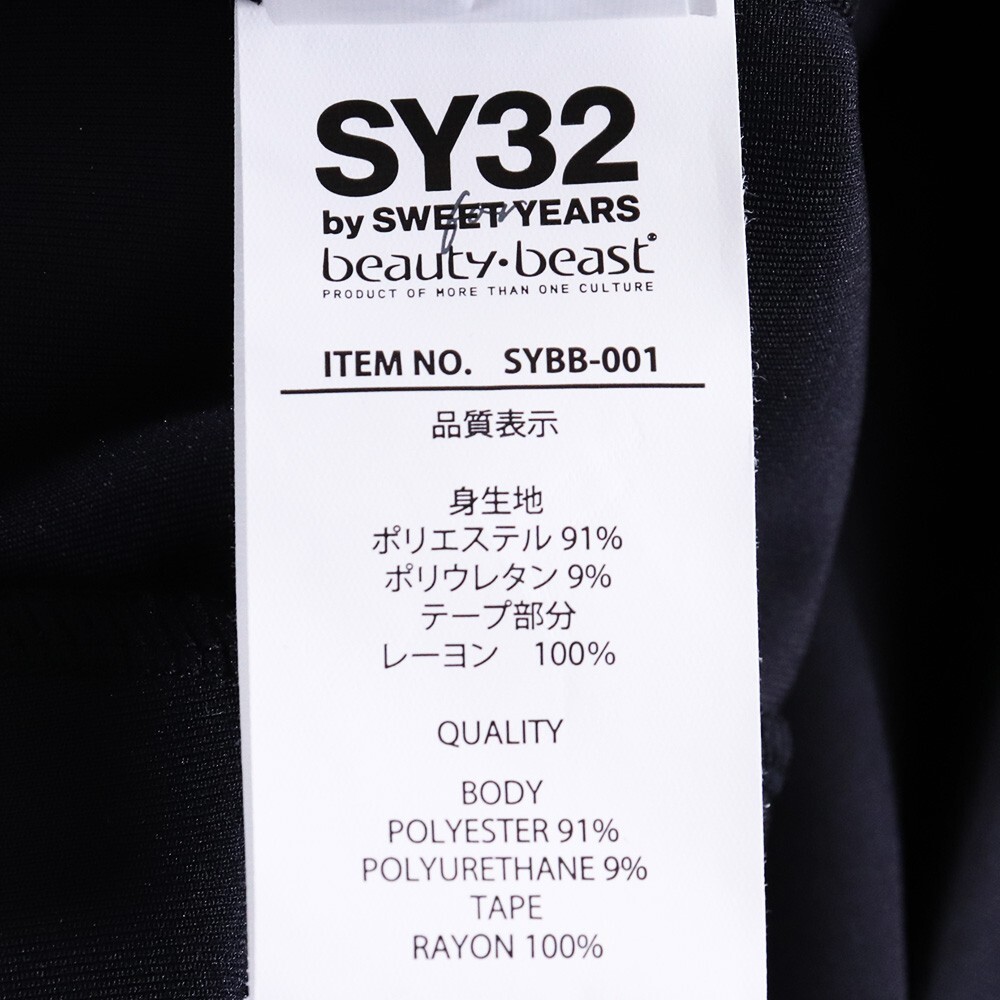 SY32
by SWEET YEARS
for
beauty·beast
PRODUCT OF MORE THAN ONE CULTURE
ITEM NO. SYBB-001
品質表示
身生地
ポリエステル 91%
ポリウレタン 9%
テープ部分
レーヨン 100%
QUALITY
BODY
POLYESTER 91%
POLYURETHANE 9%
TAPE
RAYON 100%